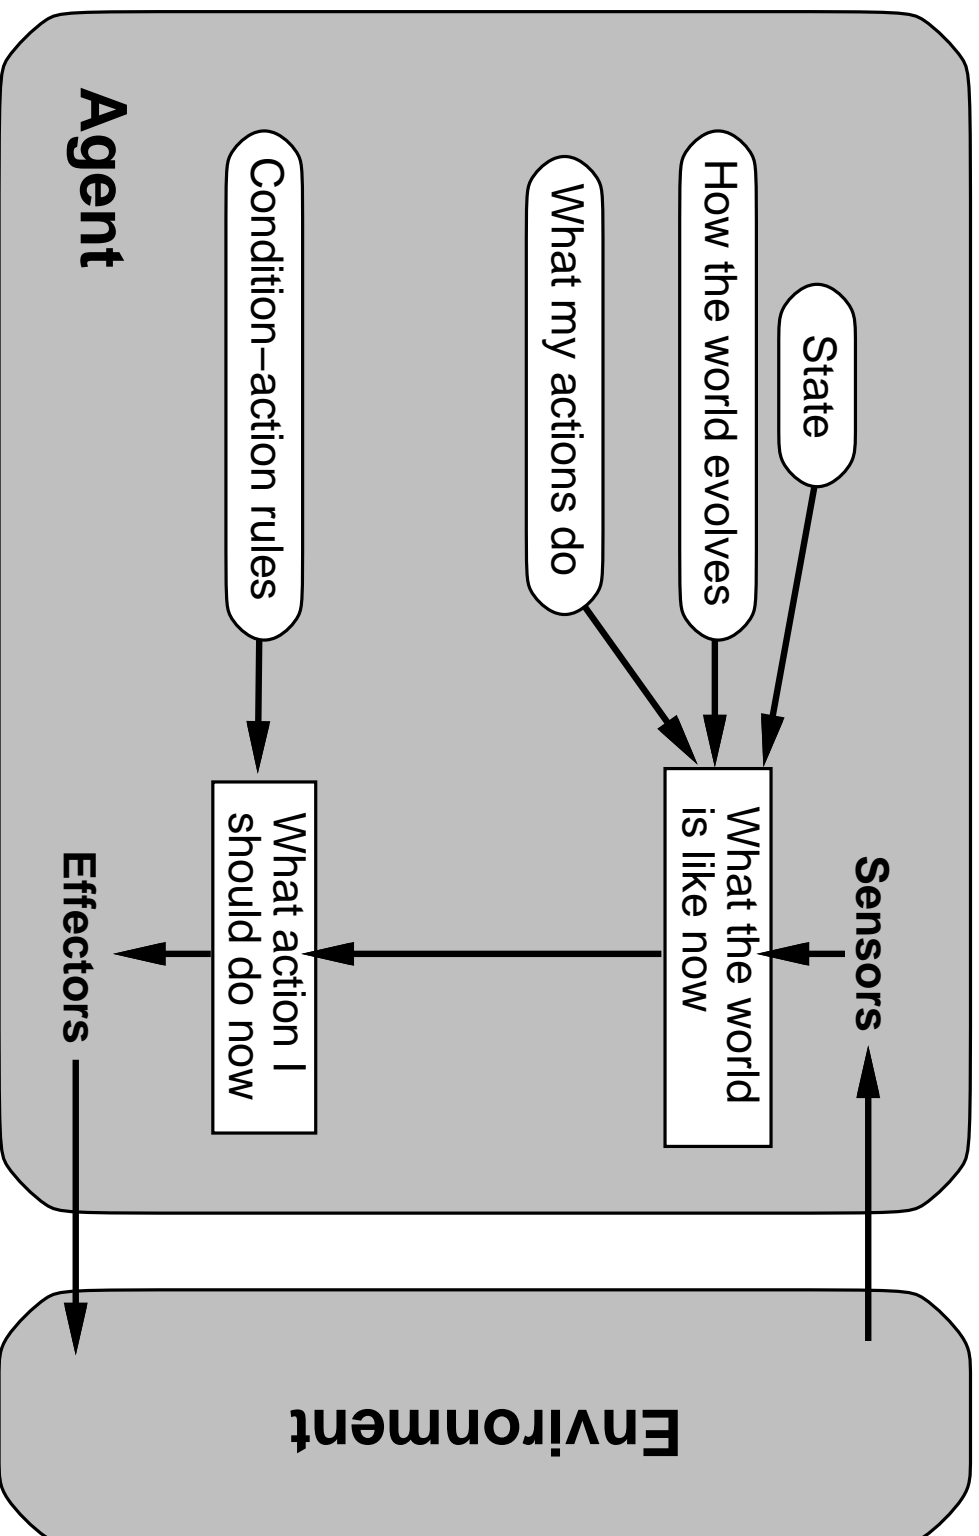 Sensors
State
How the world evolves
What the world
is like now
What my actions do
Condition–action rules
What action I
should do now
Agent
Effectors
Environment